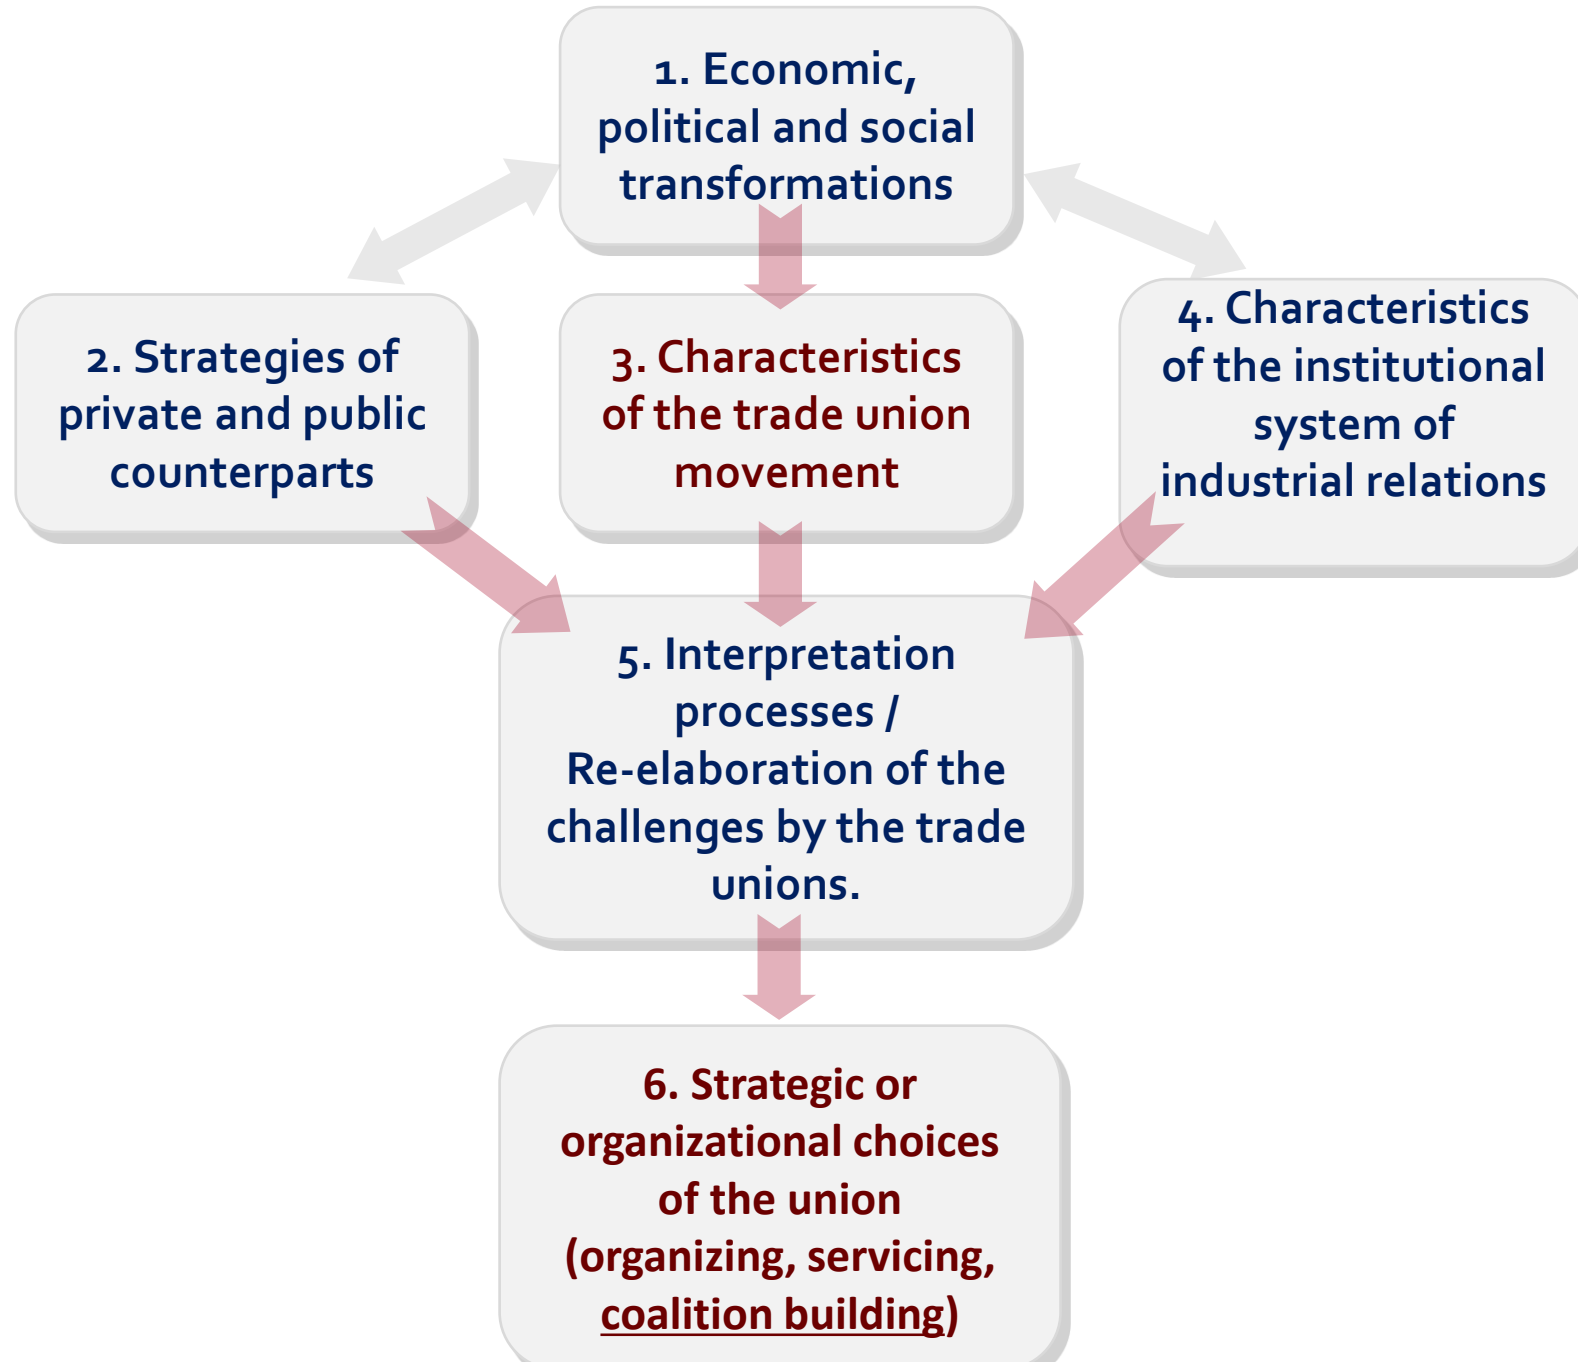 1. Economic,
political and social
transformations
2. Strategies of
private and public
counterparts
3. Characteristics
of the trade union
movement
4. Characteristics
of the institutional
system of
industrial relations
5. Interpretation
processes /
Re-elaboration of the
challenges by the trade
unions.
6. Strategic or
organizational choices
of the union
(organizing, servicing,
coalition building)